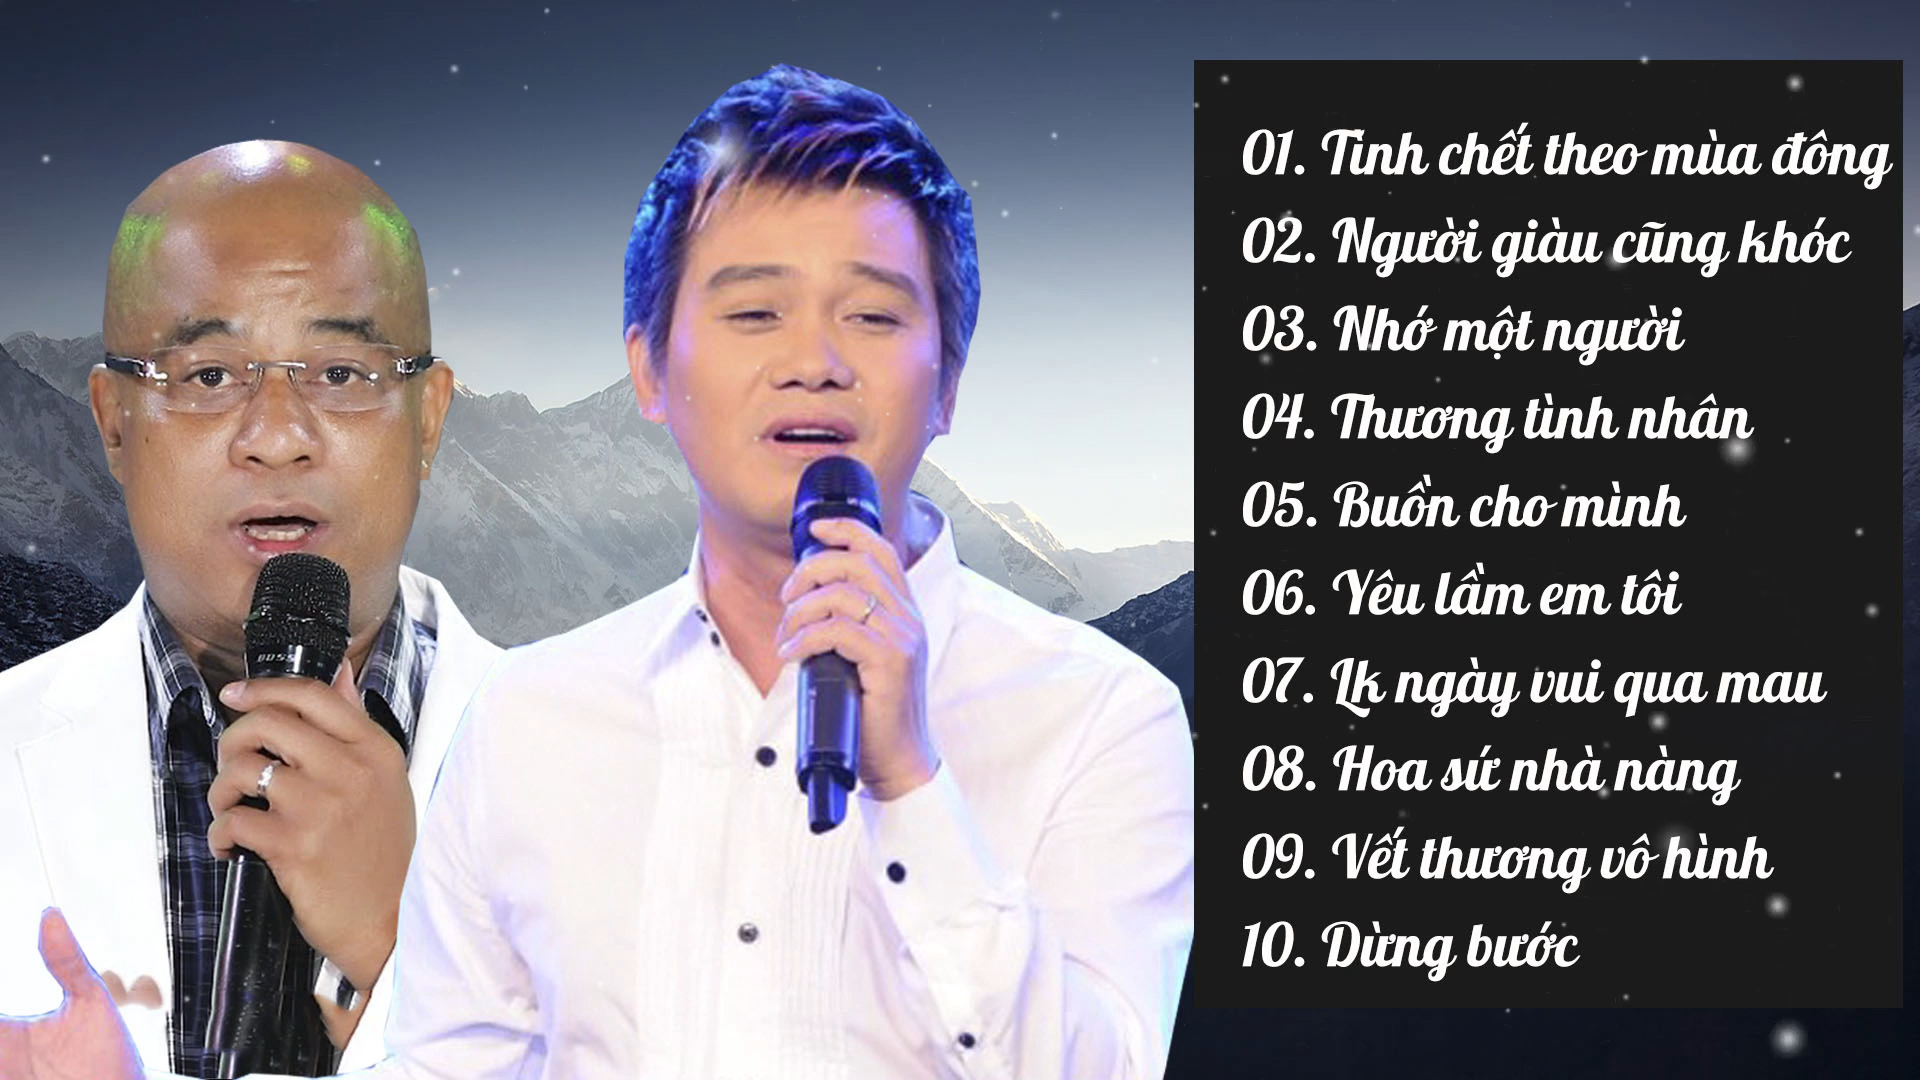 01. Tình chết theo mùa đông
02. Người giàu cũng khóc
03. Nhớ một người
04. Thương tình nhân
05. Buồn cho mình
06. Yêu lầm em tôi
07. Lk ngày vui qua mau
08. Hoa sứ nhà nàng
09. Vết thương vô hình
10. Dừng bước
BOSS